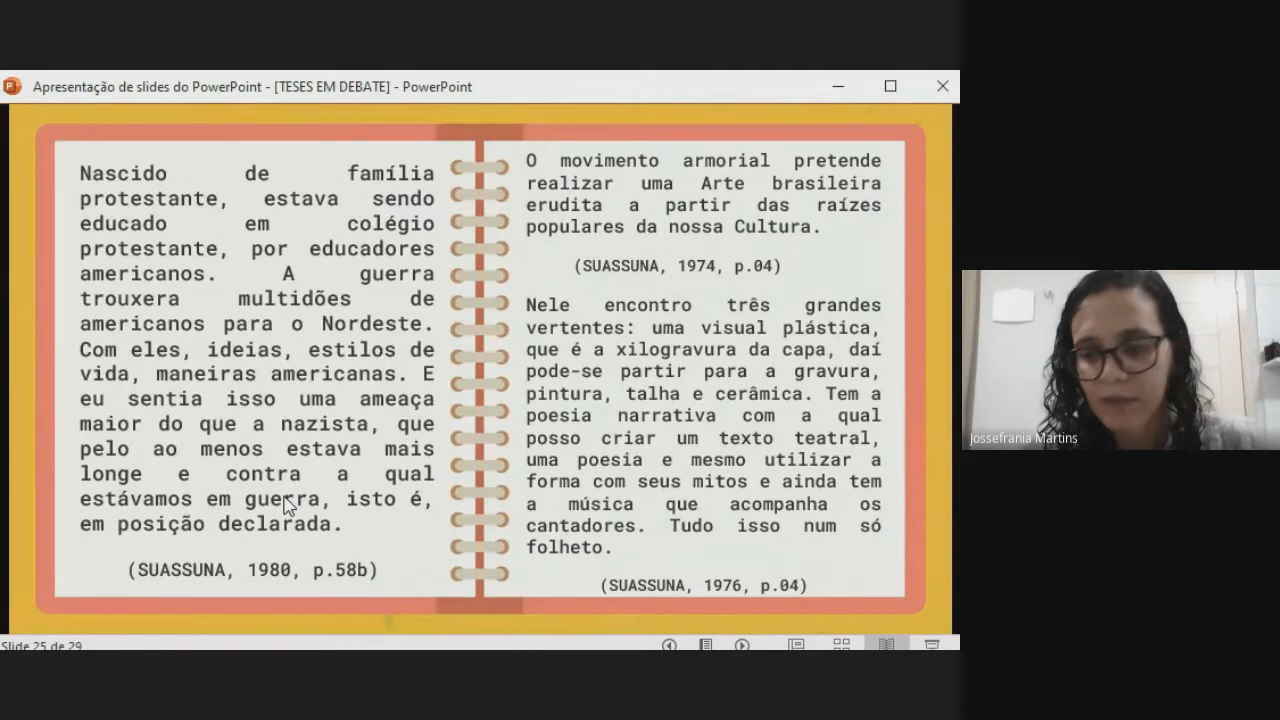 Apresentação de slides do PowerPoint - [TESES EM DEBATE] - PowerPoint
Nascido de família
protestante, estava sendo
educado em colégio
protestante, por educadores
americanos. A guerra
trouxera multidões de
americanos para o Nordeste.
Com eles, ideias, estilos de
vida, maneiras americanas. E
eu sentia isso uma ameaça
maior do que a nazista, que
pelo ao menos estava mais
longe e contra a qual
estávamos em guerra, isto é,
em posição declarada.
(SUASSUNA, 1980, p.58b)
O movimento armorial pretende
realizar uma Arte brasileira
erudita a partir das raízes
populares da nossa Cultura.
(SUASSUNA, 1974, p.04)
Nele encontro três grandes
vertentes: uma visual plástica,
que é a xilogravura da capa, daí
pode-se partir para a gravura,
pintura, talha e cerâmica. Tem a
poesia narrativa com a qual
posso criar um texto teatral,
uma poesia e mesmo utilizar a
forma com seus mitos e ainda tem
a música que acompanha os
cantadores. Tudo isso num só
folheto.
(SUASSUNA, 1976, p.04)
Slide 25 de 29
Jossefrania Martins